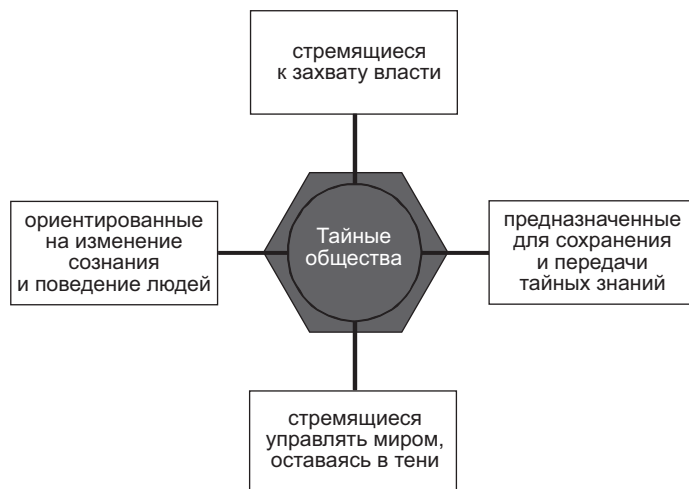 стремящиеся
к захвату власти
ориентированные
на изменение
сознания
и поведение людей
Тайные
общества
предназначенные
для сохранения
и передачи
тайных знаний
стремящиеся
управлять миром,
оставаясь в тени